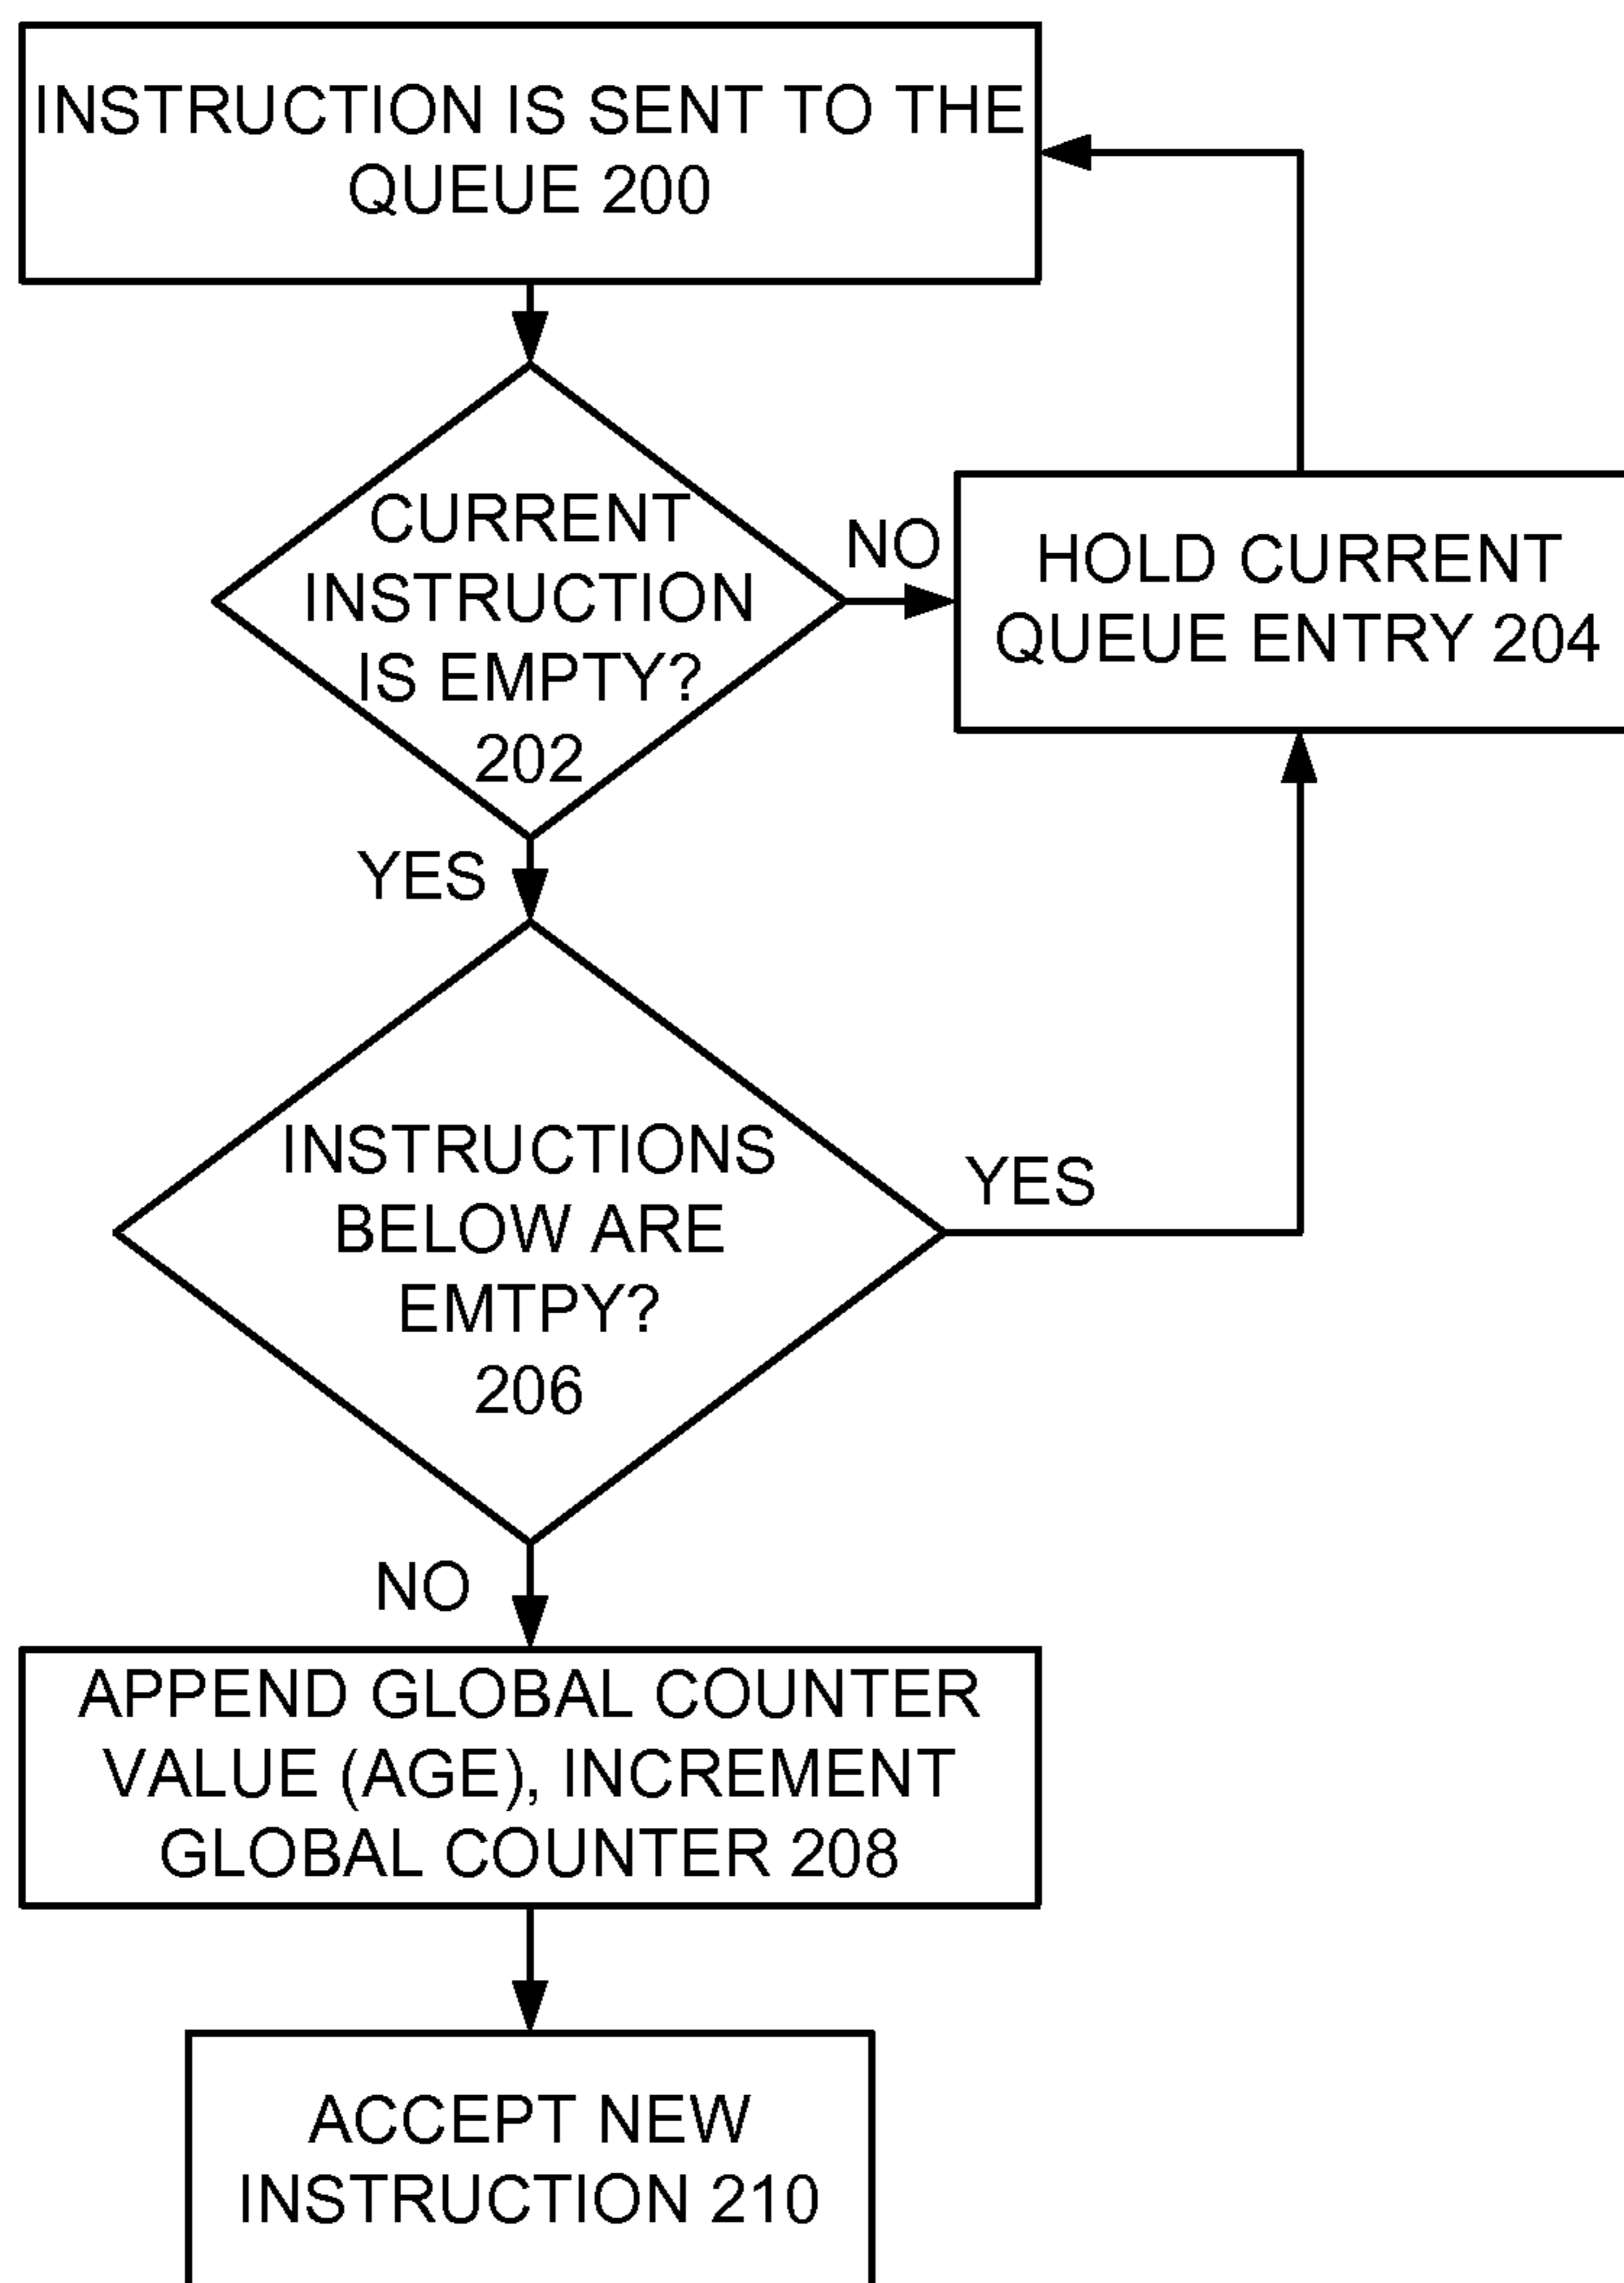 INSTRUCTION IS SENT TO THE
QUEUE 200
CURRENT
INSTRUCTION
IS EMPTY?
202
NO
HOLD CURRENT
QUEUE ENTRY 204
YES
INSTRUCTIONS
BELOW ARE
EMTPY?
206
YES
NO
APPEND GLOBAL COUNTER
VALUE (AGE), INCREMENT
GLOBAL COUNTER 208
ACCEPT NEW
INSTRUCTION 210